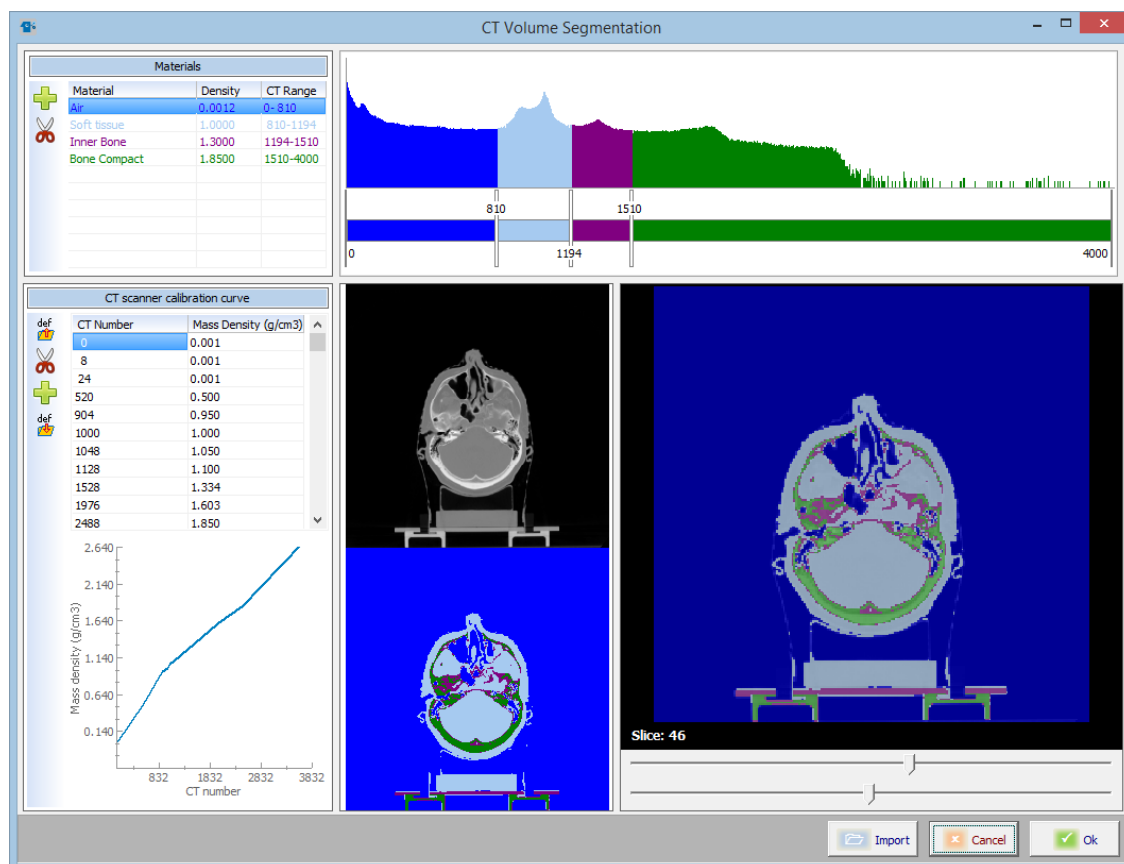 CT Volume Segmentation
Materials
Material Density CT Range
Air 0.0012 0- 810
Soft tissue 1.0000 810-1194
Inner Bone 1.3000 1194-1510
Bone Compact 1.8500 1510-4000
810 1510
0 1194 4000
CT scanner calibration curve
def
def
CT Number Mass Density (g/cm3)
0 0.001
8 0.001
24 0.001
520 0.500
904 0.950
1000 1.000
1048 1.050
1128 1.100
1528 1.334
1976 1.603
2488 1.850
Mass density (g/cm3)
2.640
2.140
1.640
1.140
0.640
0.140
832 1832 2832 3832
CT number
Slice: 46
Import Cancel Ok